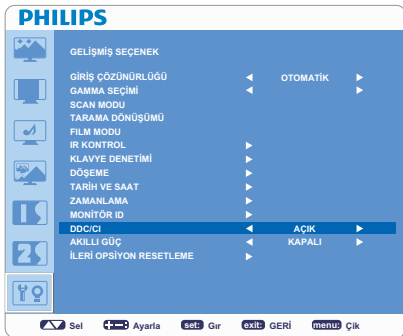 PHILIPS
GELİŞMİŞ SEÇENEK
GİRİŞ ÇÖZÜNÜRLÜĞÜ OTOMATİK
GAMMA SEÇİMİ
SCAN MODU
TARAMA DÖNÜŞÜMÜ
FILM MODU
IR KONTROL
KLAVYE DENETİMİ
DÖŞEME
TARİH VE SAAT
ZAMANLAMA
MONİTÖR ID
DDC/CI AÇIK
AKILLI GÜÇ KAPALI
İLERİ OPSİYON RESETLEME
Sel Ayarla set: Gır exit: GERİ menu: Çik